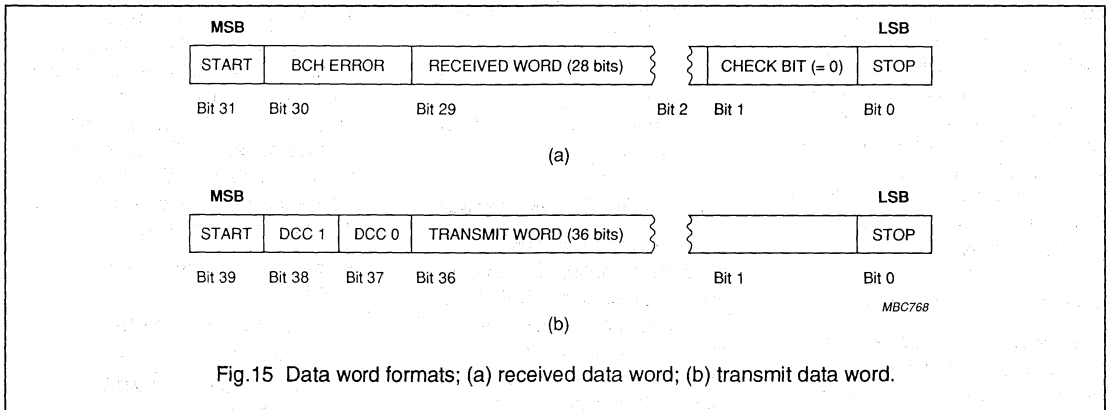 MSB LSB
START BCH ERROR RECEIVED WORD (28 bits) CHECK BIT (= 0) STOP
Bit 31 Bit 30 Bit 29 Bit 2 Bit 1 Bit 0
(a)
MSB LSB
START DCC 1 DCC 0 TRANSMIT WORD (36 bits) STOP
Bit 39 Bit 38 Bit 37 Bit 36 Bit 1 Bit 0
MBC768
(b)
Fig.15 Data word formats; (a) received data word; (b) transmit data word.